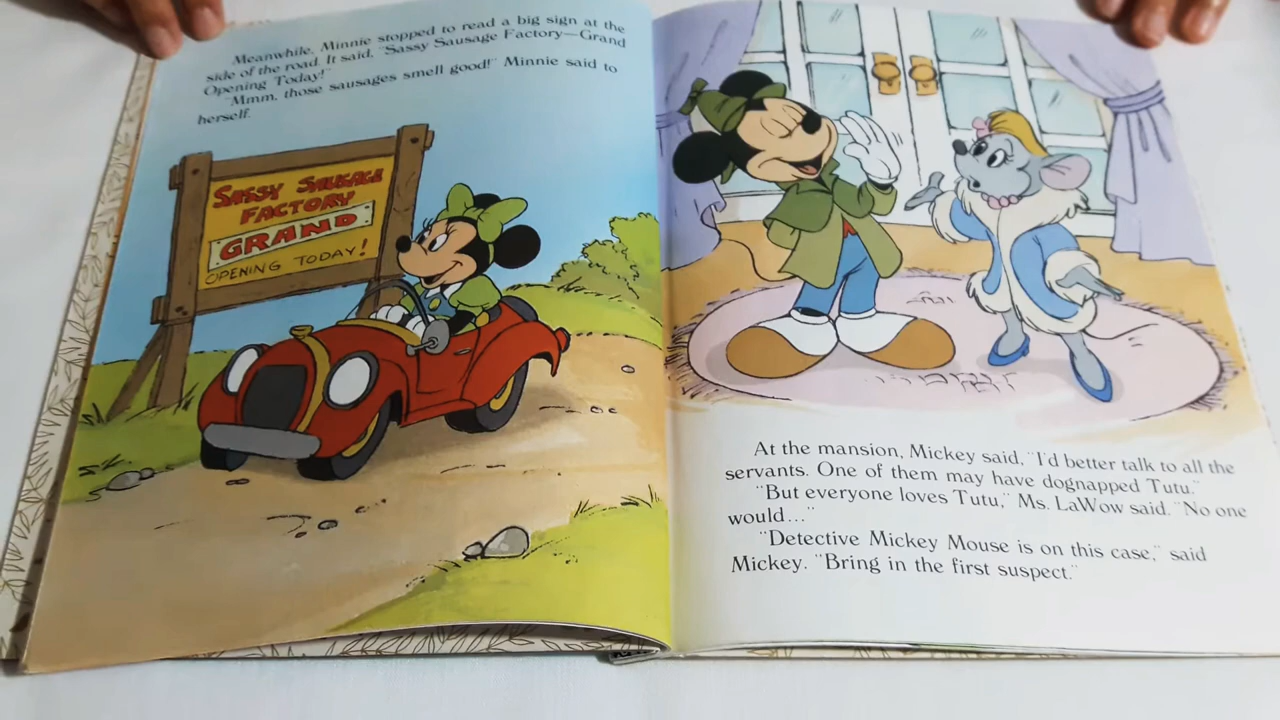 Meanwhile, Minnie stopped to read a big sign at the
side of the road. It said, "Sassy Sausage Factory—Grand
Opening Today!"
"Mmm, those sausages smell good!" Minnie said to
herself.
SASSY SAUSAGE
FACTORY
GRAND
OPENING TODAY!
At the mansion, Mickey said, "I'd better talk to all the
servants. One of them may have dognapped Tutu."
"But everyone loves Tutu," Ms. LaWow said. "No one
would..."
"Detective Mickey Mouse is on this case," said
Mickey. "Bring in the first suspect."